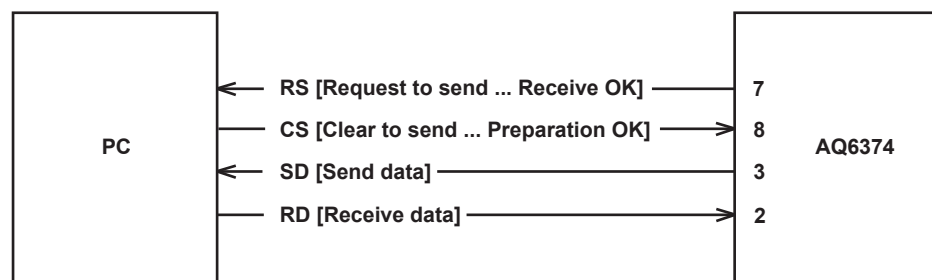 RS [Request to send ... Receive OK] 7
CS [Clear to send ... Preparation OK] 8
PC AQ6374
SD [Send data] 3
RD [Receive data] 2